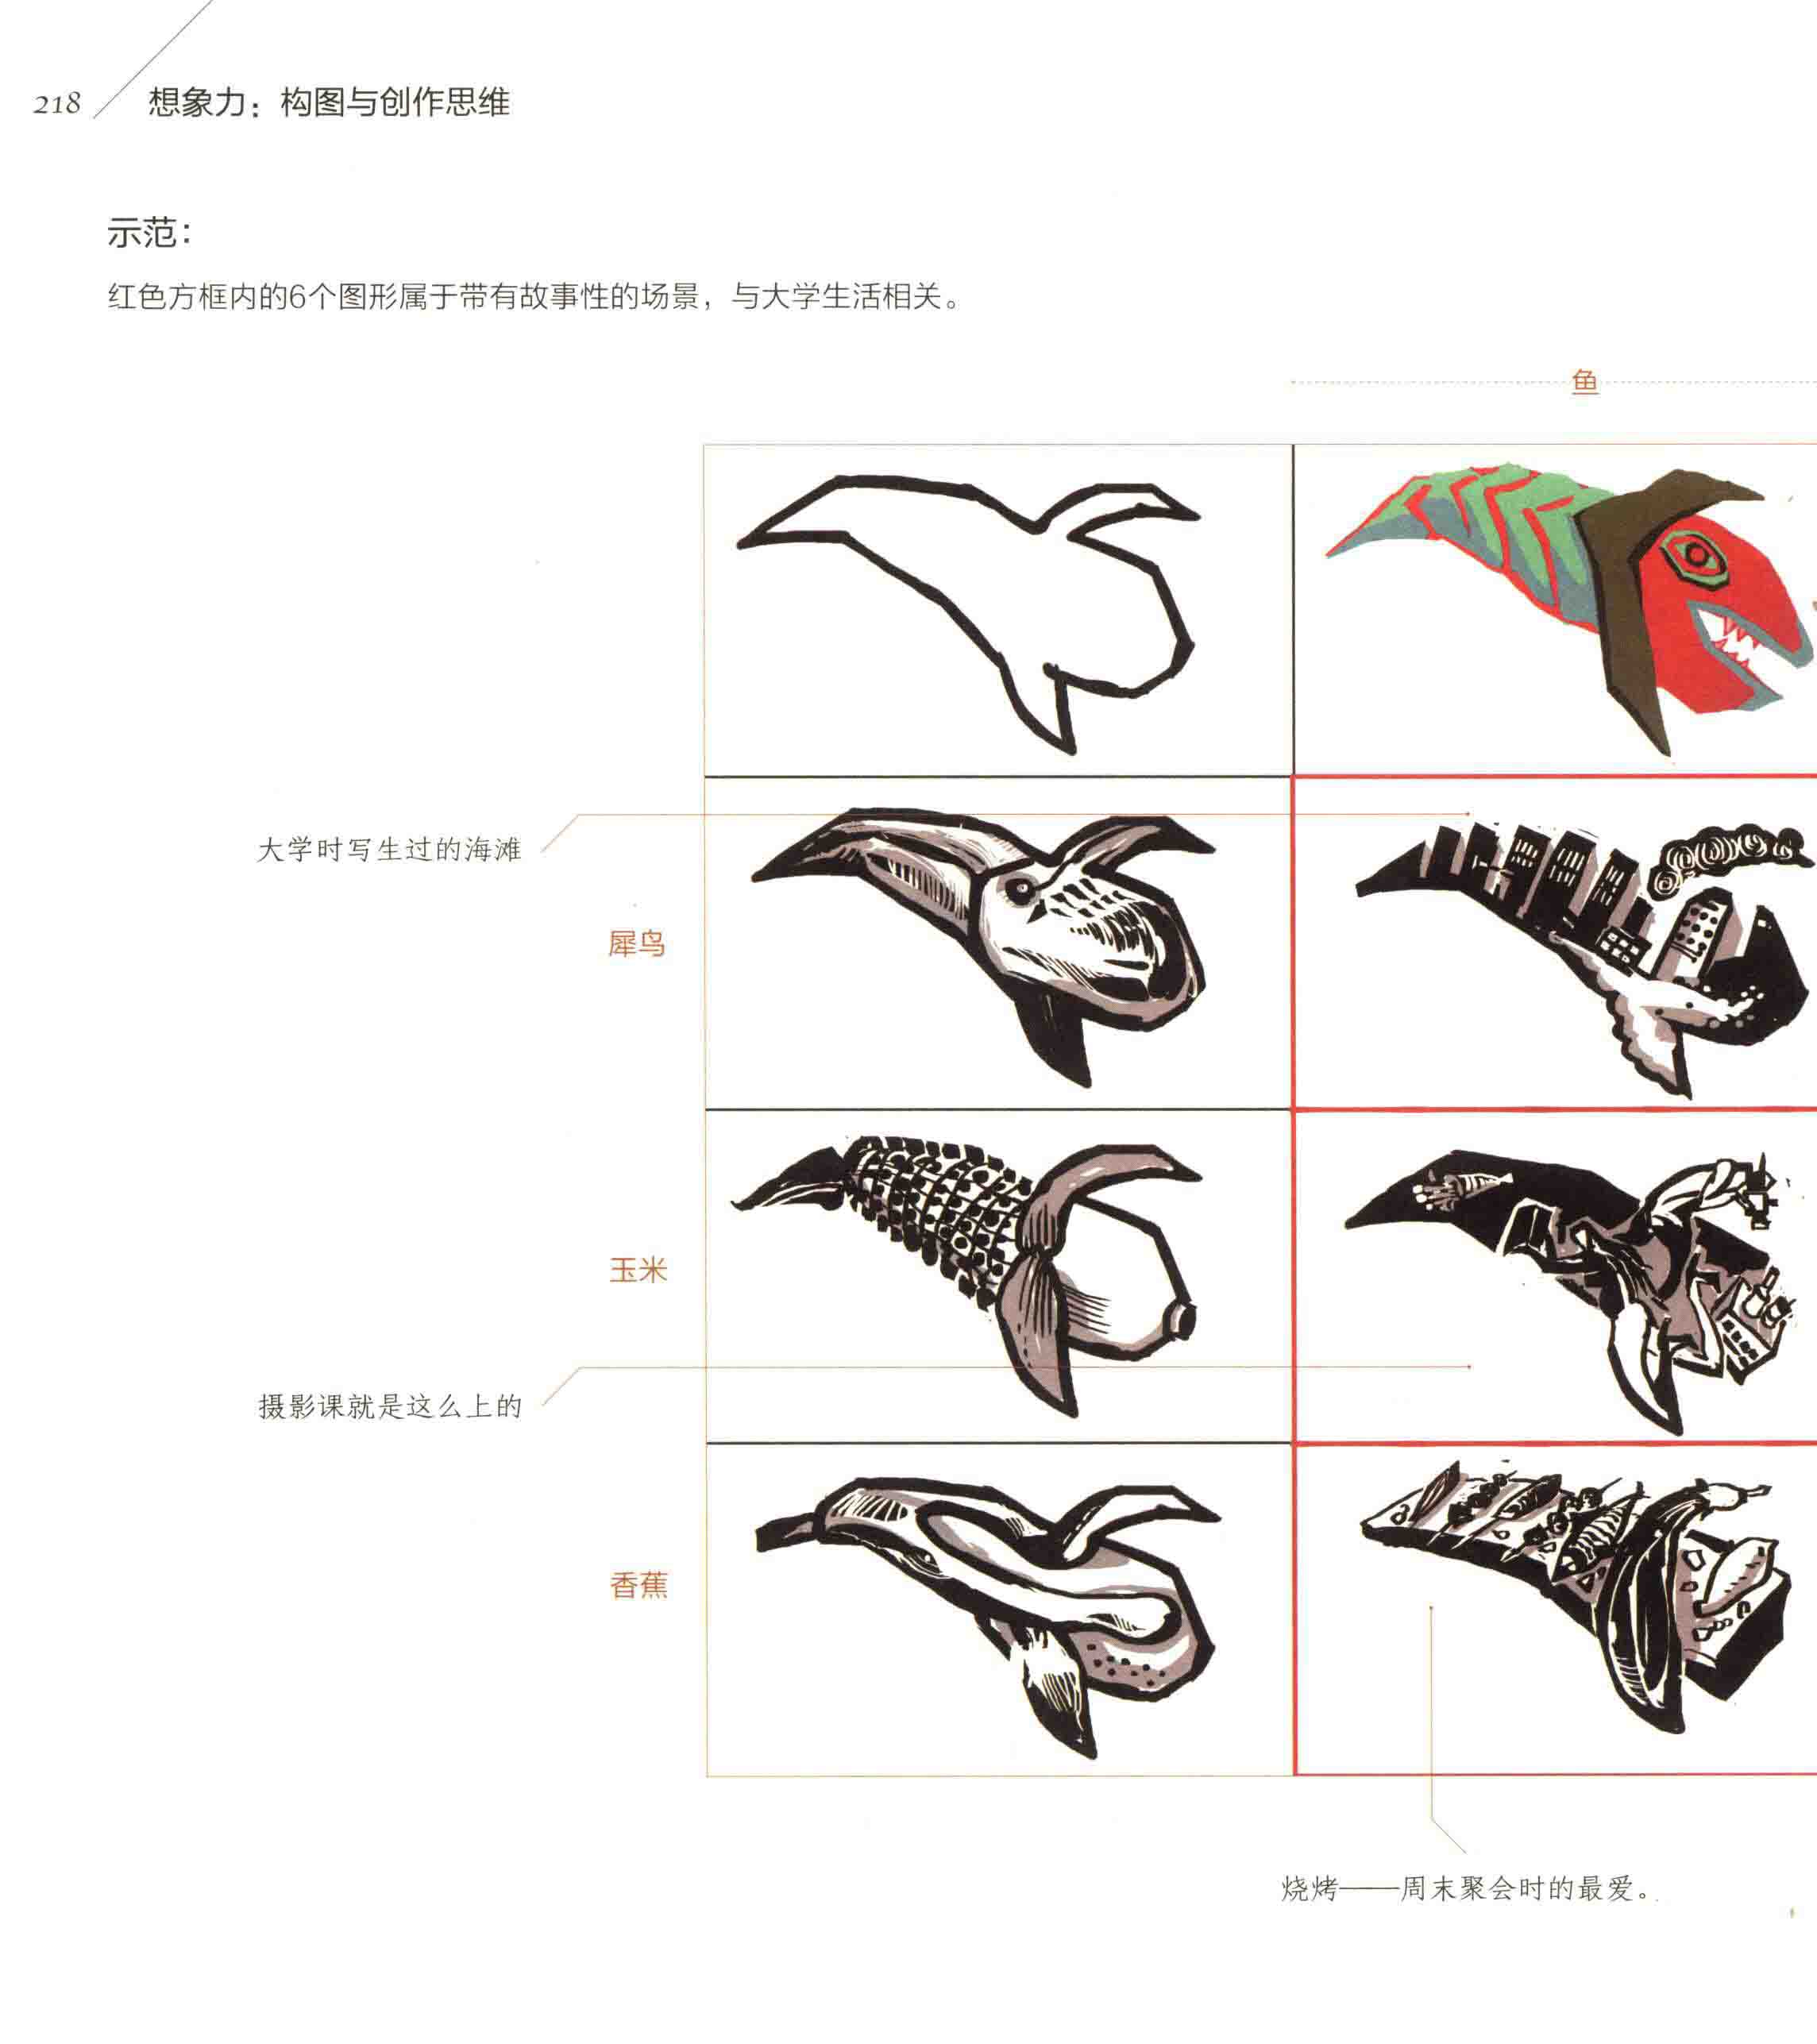 218
想象力：构图与创作思维
示范：
红色方框内的6个图形属于带有故事性的场景，与大学生活相关。
鱼
大学时写生过的海滩
犀鸟
玉米
摄影课就是这么上的
香蕉
烧烤——周末聚会时的最爱。